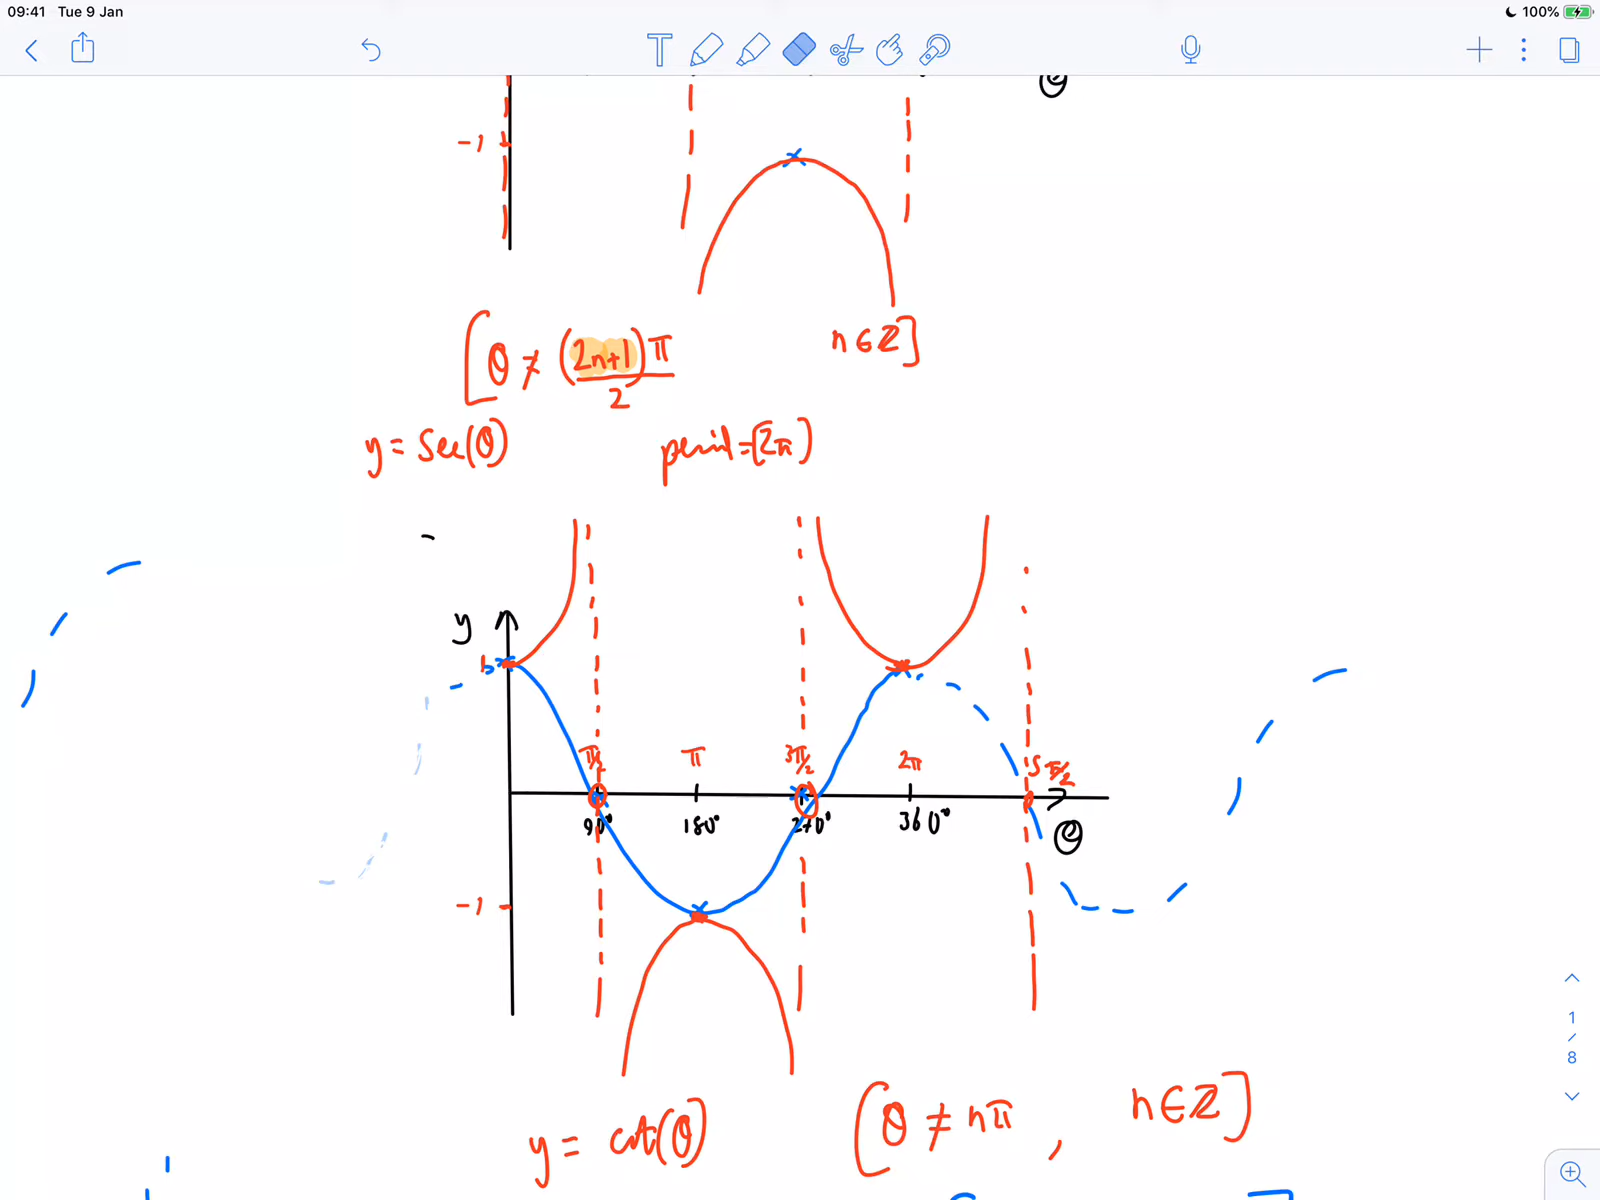 09:41 Tue 9 Jan
100%
T
Θ
-1
[θ ≠ (2n+1)π/2 n∈ℤ]
y = sec(θ) period = [2π]
y
1
π/2 π 3π/2 2π 5π/2
90° 180° 270° 360°
θ
-1
1
/
8
y = cot(θ) [θ ≠ nπ , n∈ℤ]